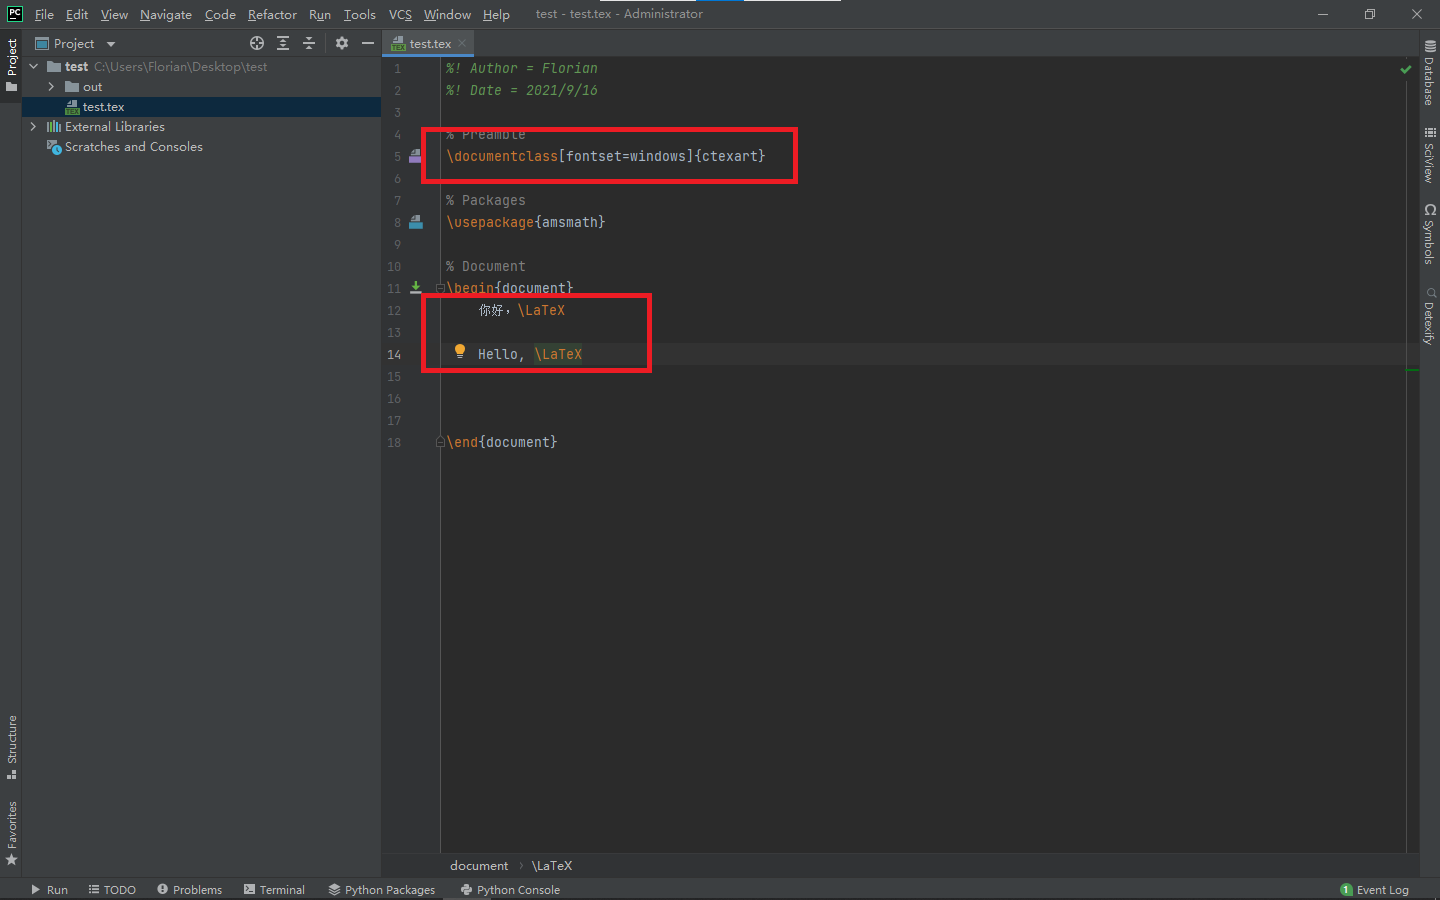 PC File Edit View Navigate Code Refactor Run Tools VCS Window Help test - test.tex - Administrator
Project
test.tex
test C:\Users\Florian\Desktop\test
out
test.tex
External Libraries
Scratches and Consoles
Project
Structure
Favorites
1 %! Author = Florian
2 %! Date = 2021/9/16
3
4 % Preamble
5 \documentclass[fontset=windows]{ctexart}
6
7 % Packages
8 \usepackage{amsmath}
9
10 % Document
11 \begin{document}
12 你好，\LaTeX
13
14 Hello, \LaTeX
15
16
17
18 \end{document}
Database
SciView
Symbols
Detexify
document › \LaTeX
Run TODO Problems Terminal Python Packages Python Console 1 Event Log